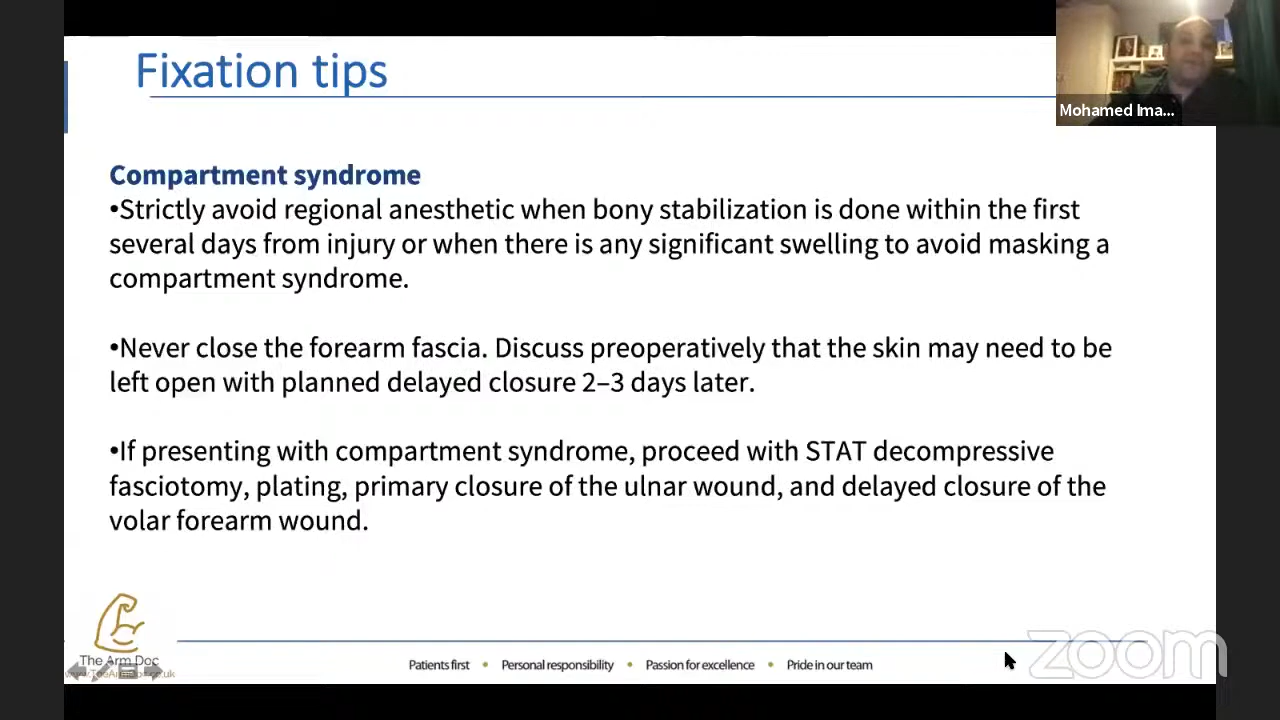 Fixation tips
Mohamed Ima...
Compartment syndrome
•Strictly avoid regional anesthetic when bony stabilization is done within the first
several days from injury or when there is any significant swelling to avoid masking a
compartment syndrome.
•Never close the forearm fascia. Discuss preoperatively that the skin may need to be
left open with planned delayed closure 2–3 days later.
•If presenting with compartment syndrome, proceed with STAT decompressive
fasciotomy, plating, primary closure of the ulnar wound, and delayed closure of the
volar forearm wound.
The Arm Doc
Patients first • Personal responsibility • Passion for excellence • Pride in our team
zoom